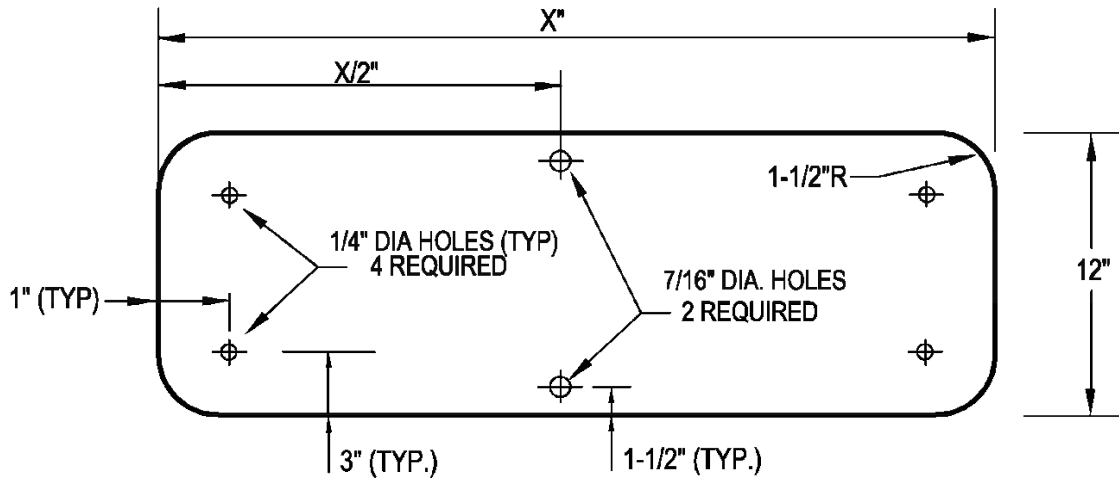 X"
X/2"
1-1/2"R
1/4" DIA HOLES (TYP)
4 REQUIRED
7/16" DIA. HOLES
2 REQUIRED
12"
1" (TYP)
3" (TYP.)
1-1/2" (TYP.)